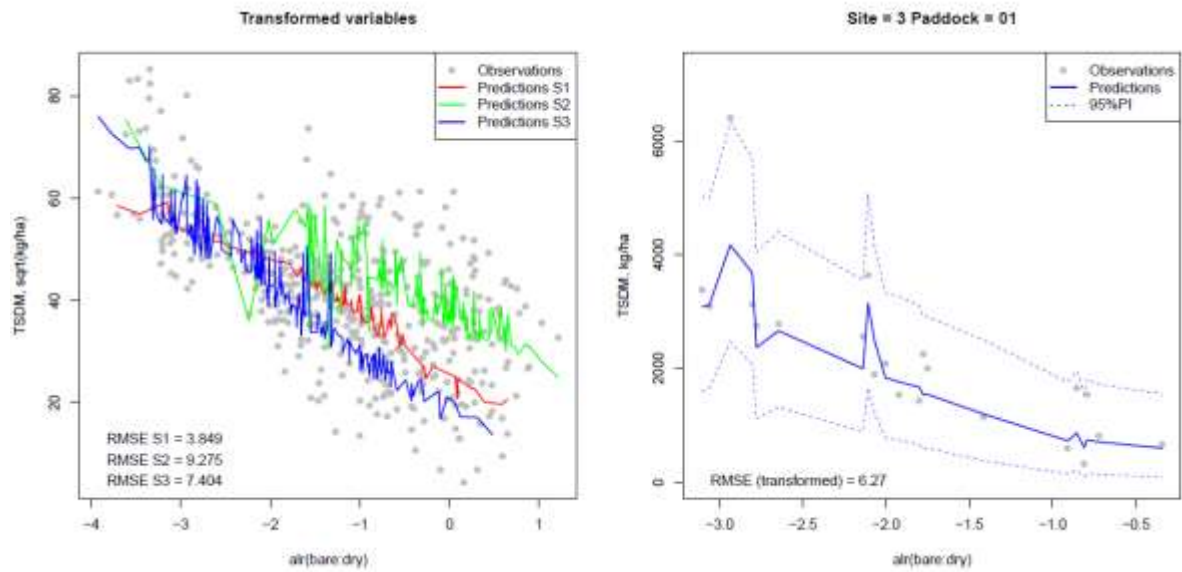 Transformed variables
Observations
Predictions S1
Predictions S2
Predictions S3
TSDM. sqrt(kg/ha)
80
60
40
20
RMSE S1 = 3.849
RMSE S2 = 9.275
RMSE S3 = 7.404
−4 −3 −2 −1 0 1
alr(bare:dry)
Site = 3 Paddock = 01
Observations
Predictions
95%PI
TSDM. kg/ha
6000
4000
2000
0
RMSE (transformed) = 6.27
−3.0 −2.5 −2.0 −1.5 −1.0 −0.5
alr(bare:dry)